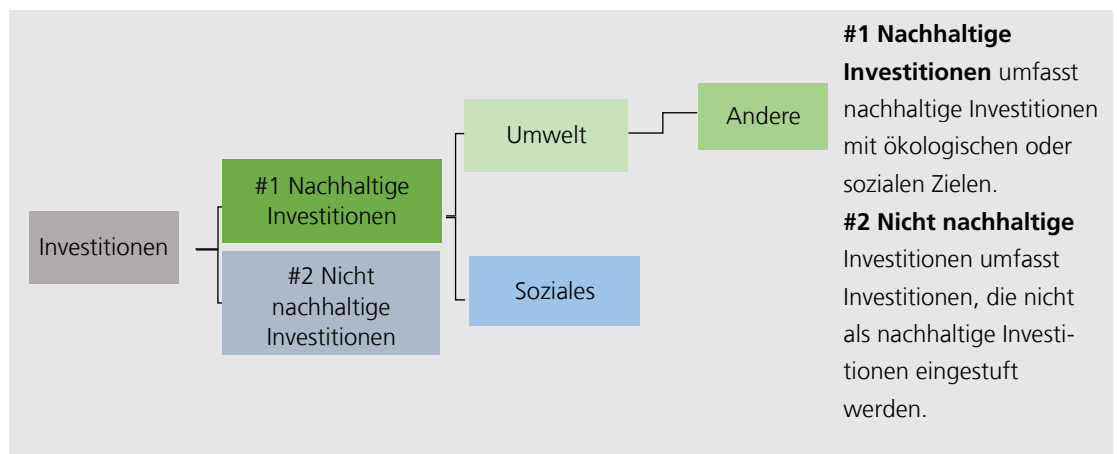 Investitionen
#1 Nachhaltige
Investitionen
#2 Nicht
nachhaltige
Investitionen
Umwelt
Soziales
Andere
#1 Nachhaltige
Investitionen umfasst
nachhaltige Investitionen
mit ökologischen oder
sozialen Zielen.
#2 Nicht nachhaltige
Investitionen umfasst
Investitionen, die nicht
als nachhaltige Investi-
tionen eingestuft
werden.